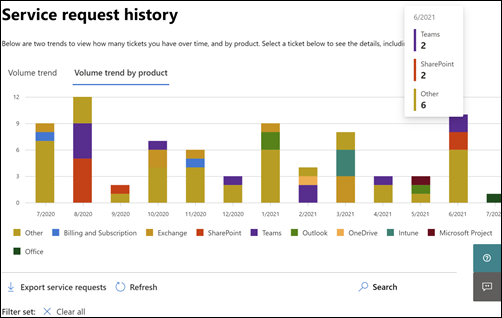 Service request history
Below are two trends to view how many tickets you have over time, and by product. Select a ticket below to see the details, includi
6/2021
Teams
2
SharePoint
2
Other
6
Volume trend
Volume trend by product
12
9
6
3
0
7/2020 8/2020 9/2020 10/2020 11/2020 12/2020 1/2021 2/2021 3/2021 4/2021 5/2021 6/2021 7/202
Other Billing and Subscription Exchange SharePoint Teams Outlook OneDrive Intune Microsoft Project
Office
Export service requests Refresh Search
Filter set: Clear all